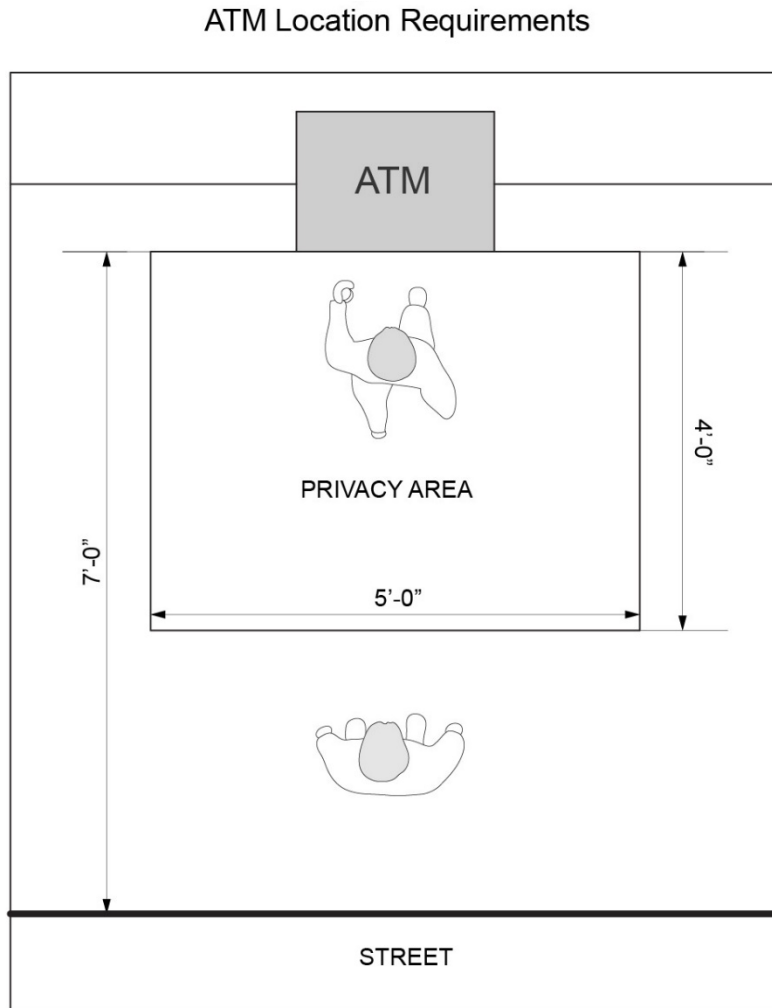 ATM Location Requirements
ATM
PRIVACY AREA
4’-0”
7’-0”
5’-0”
STREET